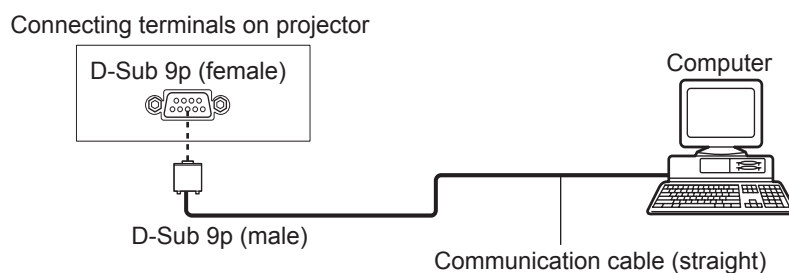 Connecting terminals on projector
D-Sub 9p (female)
Computer
D-Sub 9p (male)
Communication cable (straight)